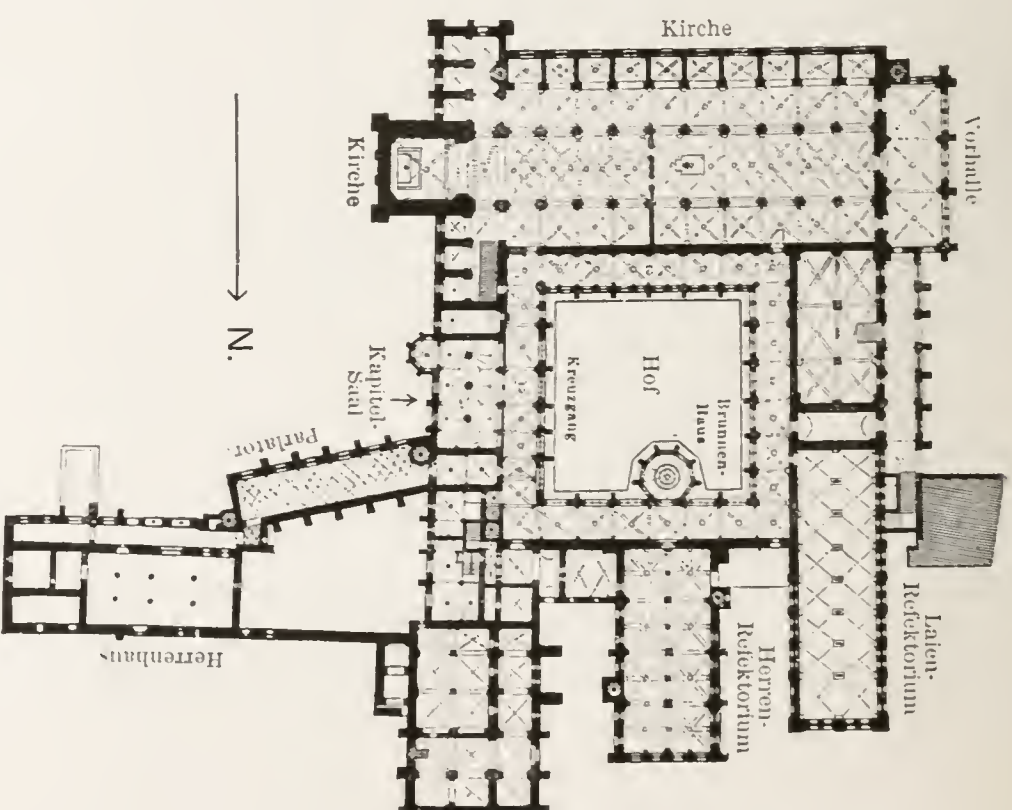 Kirche
Vorhalle
Kirche
N.
Kapitel-
Saal
Hof
Kreuzgang
Brunnen-
Haus
Parlator
Herrenhaus
Herren-
Refektorium
Laien-
Refektorium